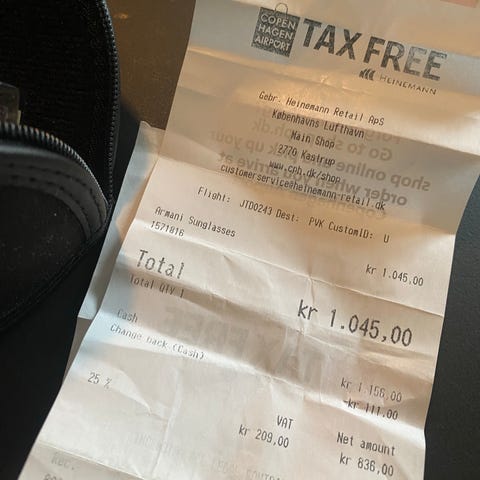 COPEN
HAGEN
AIRPORT
TAX FREE
HEINEMANN
Gebr. Heinemann Retail ApS
Københavns Lufthavn
Main Shop
2770 Kastrup
www.cph.dk/shop
customerservice@heinemann-retail.dk
Flight: JTD0243 Dest: PVK CustomID: U
Armani Sunglasses
1571816 kr 1.045,00
Total kr 1.045,00
Total Qty 1
Cash kr 1.156,00
Change back (Cash) -kr 111,00
VAT Net amount
25 % kr 209,00 kr 836,00